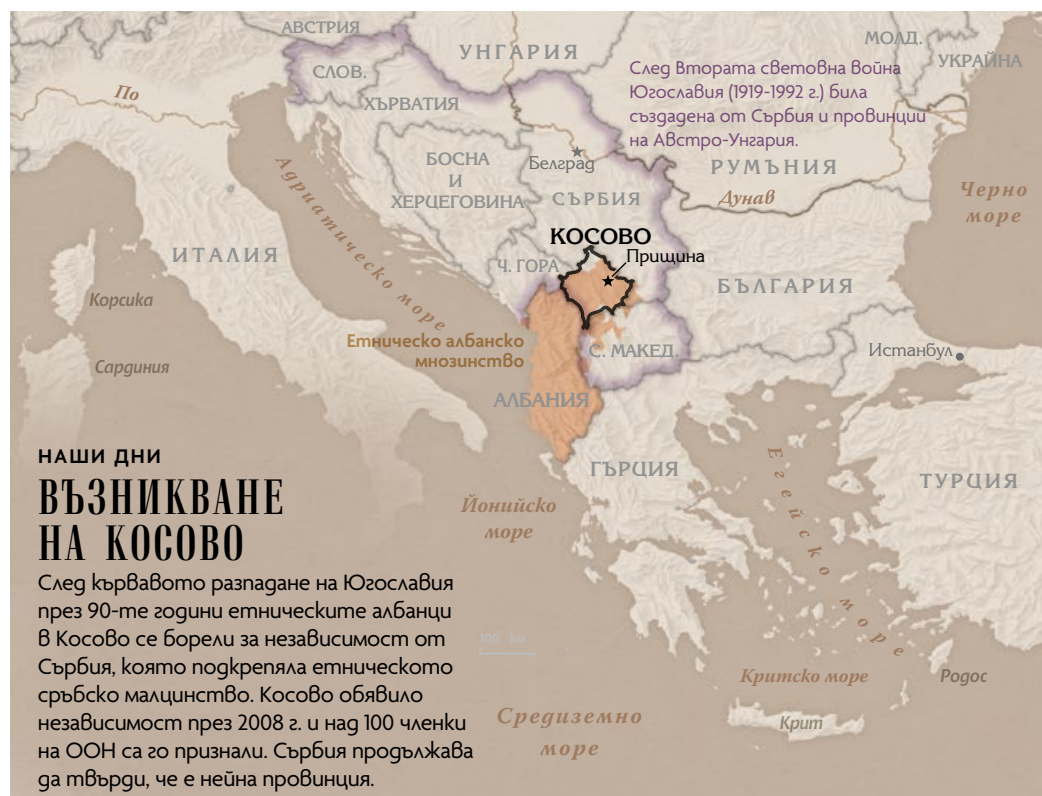 АВСТРИЯ
УНГАРИЯ
МОЛД.
УКРАЙНА
СЛОВ.
След Втората световна война
Югославия (1919-1992 г.) била
създадена от Сърбия и провинции
на Австро-Унгария.
По
ХЪРВАТИЯ
БОСНА
И
ХЕРЦЕГОВИНА
Белград
РУМЪНИЯ
СЪРБИЯ
Дунав
Черно
море
Адриатическо море
ИТАЛИЯ
КОСОВО
Прищина
Ч. ГОРА
БЪЛГАРИЯ
Корсика
Етническо албанско
мнозинство
С. МАКЕД.
Истанбул
Сардиния
АЛБАНИЯ
ГЪРЦИЯ
ТУРЦИЯ
Егейско море
Йонийско
море
НАШИ ДНИ
ВЪЗНИКВАНЕ
НА КОСОВО
След кървавото разпадане на Югославия
през 90-те години етническите албанци
в Косово се борели за независимост от
Сърбия, която подкрепяла етническото
сръбско малцинство. Косово обявило
независимост през 2008 г. и над 100 членки
на ООН са го признали. Сърбия продължава
да твърди, че е нейна провинция.
100 км
Критско море
Родос
Средиземно
море
Крит